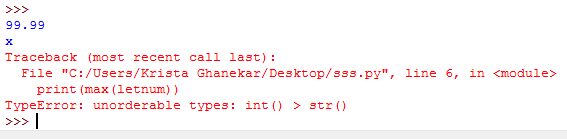 >>>
99.99
x
Traceback (most recent call last):
  File "C:/Users/Krista Ghanekar/Desktop/sss.py", line 6, in <module>
    print(max(letnum))
TypeError: unorderable types: int() > str()
>>>